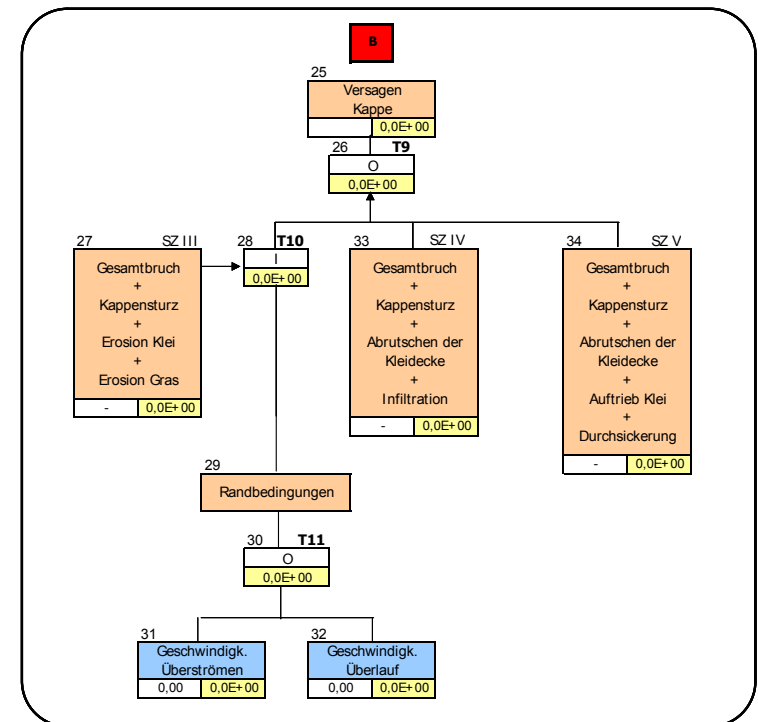 B
25
Versagen
Kappe
0,0E+00
26 T9
O
0,0E+00
27 SZ III
Gesamtbruch
+
Kappensturz
+
Erosion Klei
+
Erosion Gras
- 0,0E+00
28 T10
I
0,0E+00
33 SZ IV
Gesamtbruch
+
Kappensturz
+
Abrutschen der
Kleidecke
+
Infiltration
- 0,0E+00
34 SZ V
Gesamtbruch
+
Kappensturz
+
Abrutschen der
Kleidecke
+
Auftrieb Klei
+
Durchsickerung
- 0,0E+00
29
Randbedingungen
30 T11
O
0,0E+00
31
Geschwindigk.
Überströmen
0,00 0,0E+00
32
Geschwindigk.
Überlauf
0,00 0,0E+00